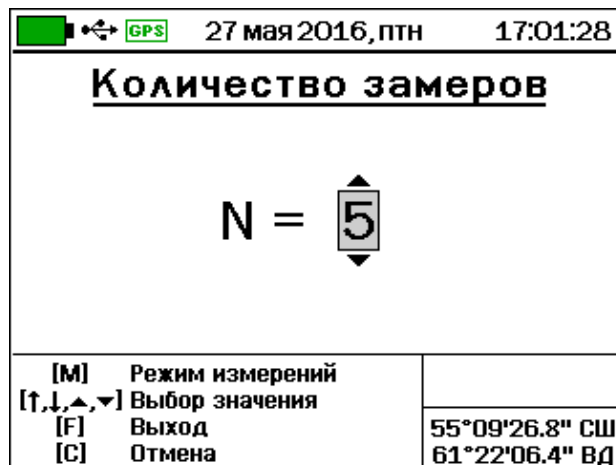 GPS 27 мая 2016, птн 17:01:28
Количество замеров
N = 5
[M] Режим измерений
[↑,↓,▲,▼] Выбор значения
[F] Выход
[C] Отмена
55°09'26.8" СШ
61°22'06.4" ВД